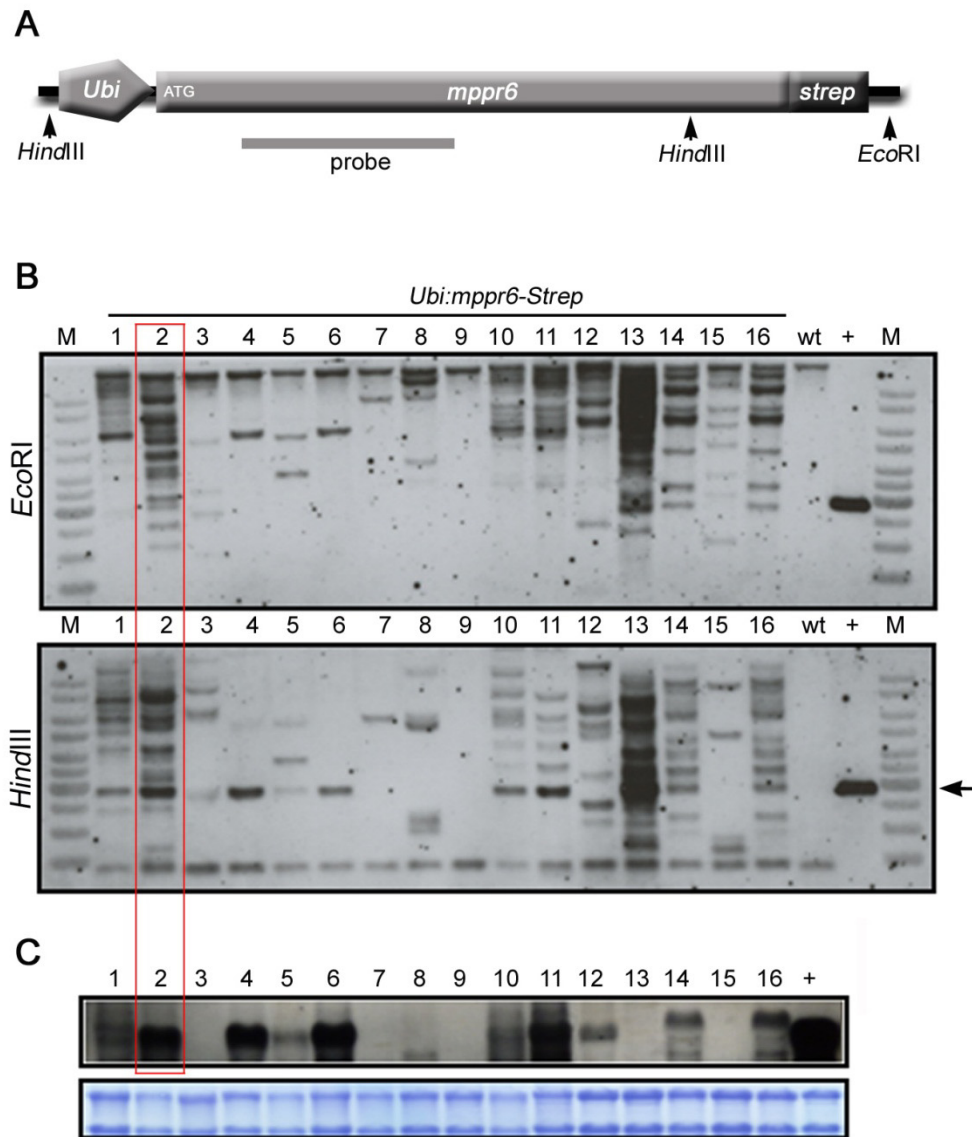 A
Ubi ATG mppr6 strep
HindIII HindIII EcoRI
probe
B
Ubi:mppr6-Strep
M 1 2 3 4 5 6 7 8 9 10 11 12 13 14 15 16 wt + M
EcoRI
M 1 2 3 4 5 6 7 8 9 10 11 12 13 14 15 16 wt + M
HindIII
C
1 2 3 4 5 6 7 8 9 10 11 12 13 14 15 16 +